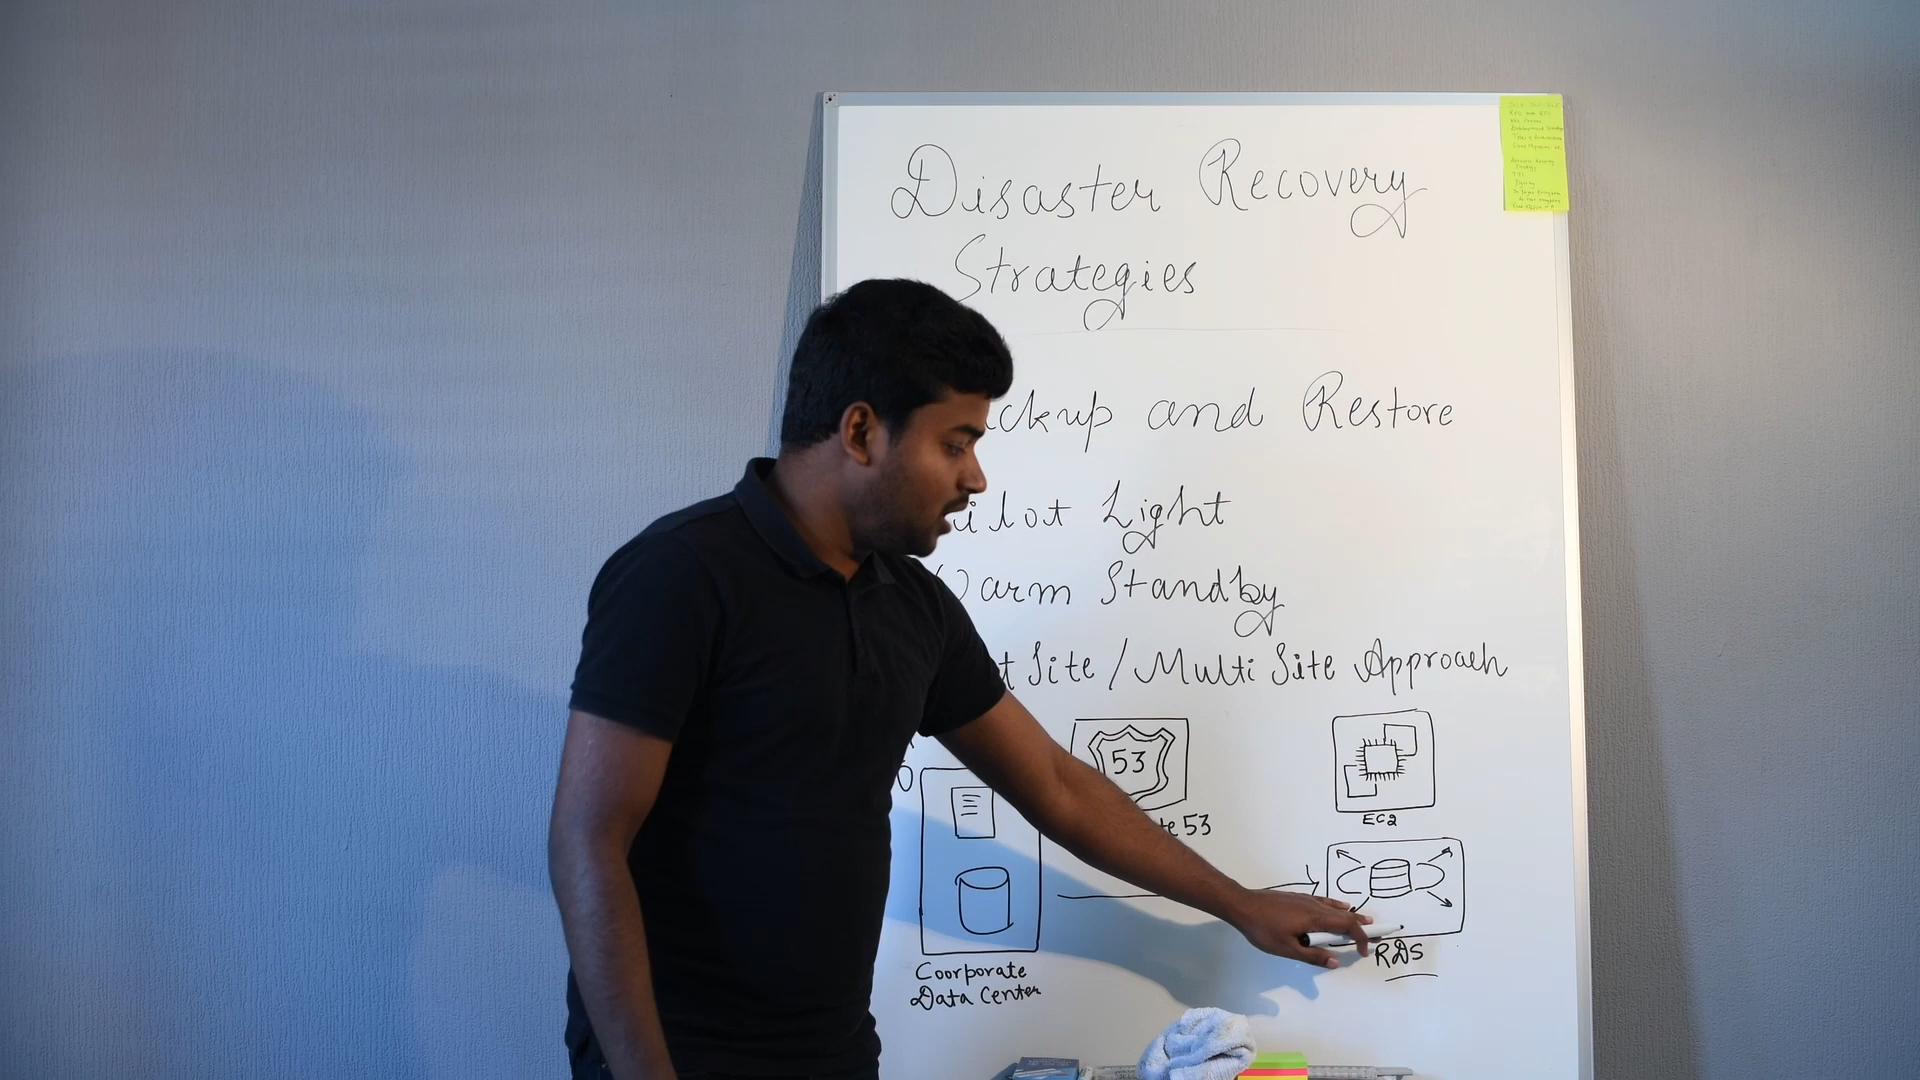 Disaster Recovery
Strategies
ckup and Restore
ilot Light
Warm Standby
t Site / Multi Site Approach
53
te 53
EC2
RDS
Coorporate
Data Center